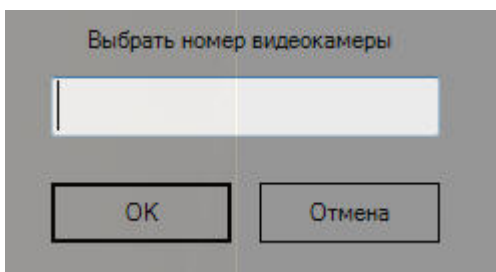 Выбрать номер видеокамеры
OK
Отмена